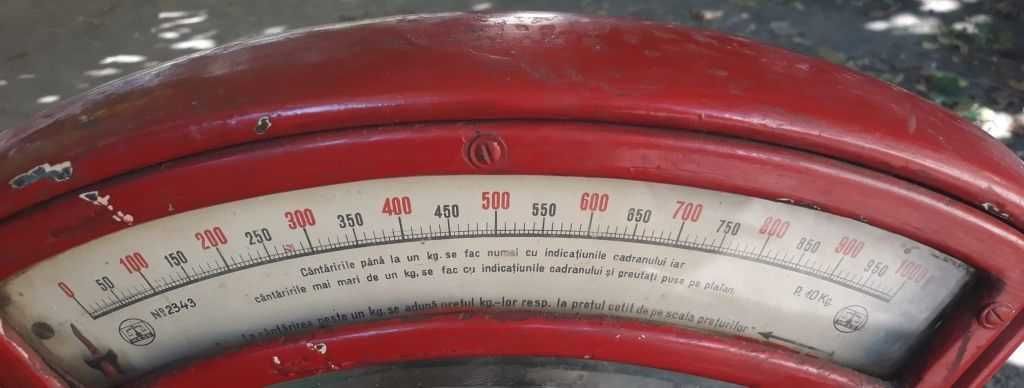 0 50 100 150 200 250 300 350 400 450 500 550 600 650 700 750 800 850 900 950 1000
Nº 2343
Cântăririle până la un kg. se fac numai cu indicațiunile cadranului iar
cântăririle mai mari de un kg. se fac cu indicațiunile cadranului și greutăți puse pe platan.
P. 10 Kg.
La cântărirea peste un kg. se adună prețul kg.-lor resp. la prețul cetit de pe scala prețurilor"